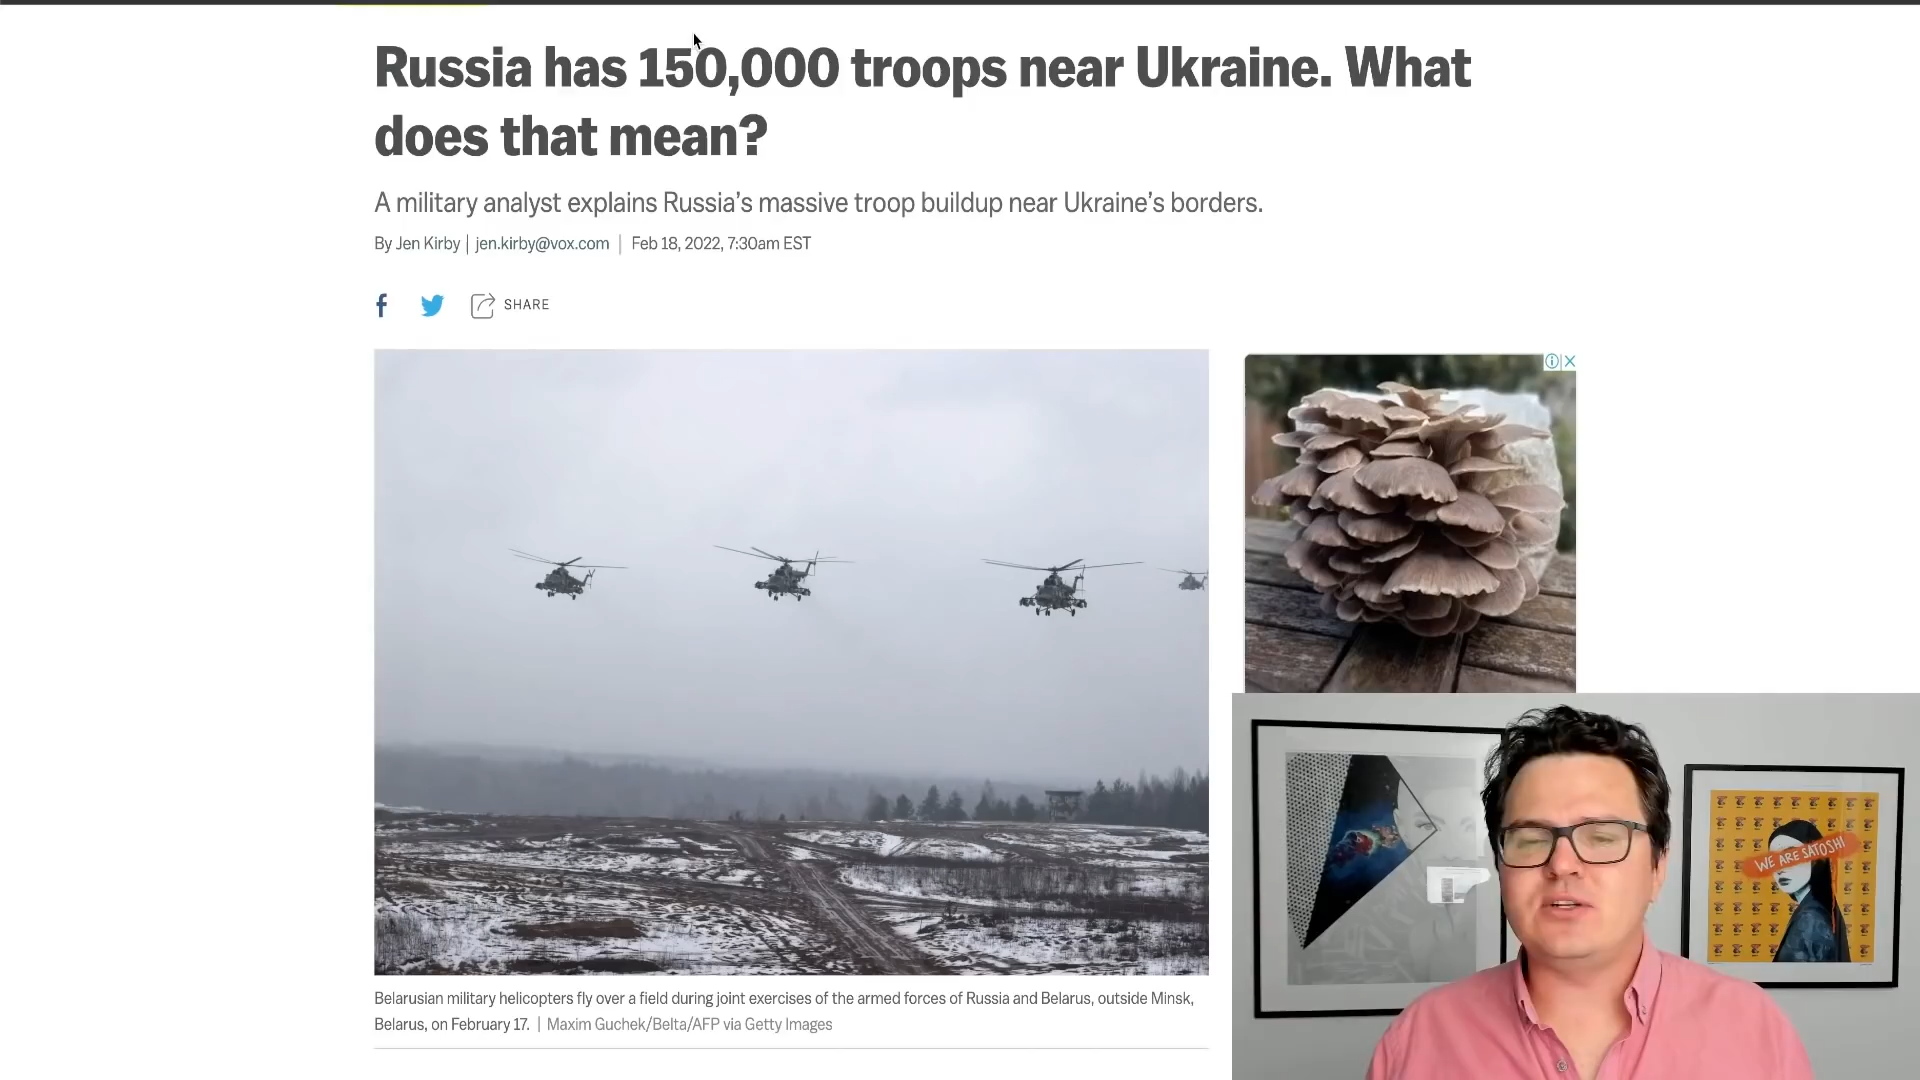 Russia has 150,000 troops near Ukraine. What
does that mean?
A military analyst explains Russia’s massive troop buildup near Ukraine’s borders.
By Jen Kirby | jen.kirby@vox.com | Feb 18, 2022, 7:30am EST
SHARE
WE ARE SATOSHI
Belarusian military helicopters fly over a field during joint exercises of the armed forces of Russia and Belarus, outside Minsk,
Belarus, on February 17. | Maxim Guchek/Belta/AFP via Getty Images